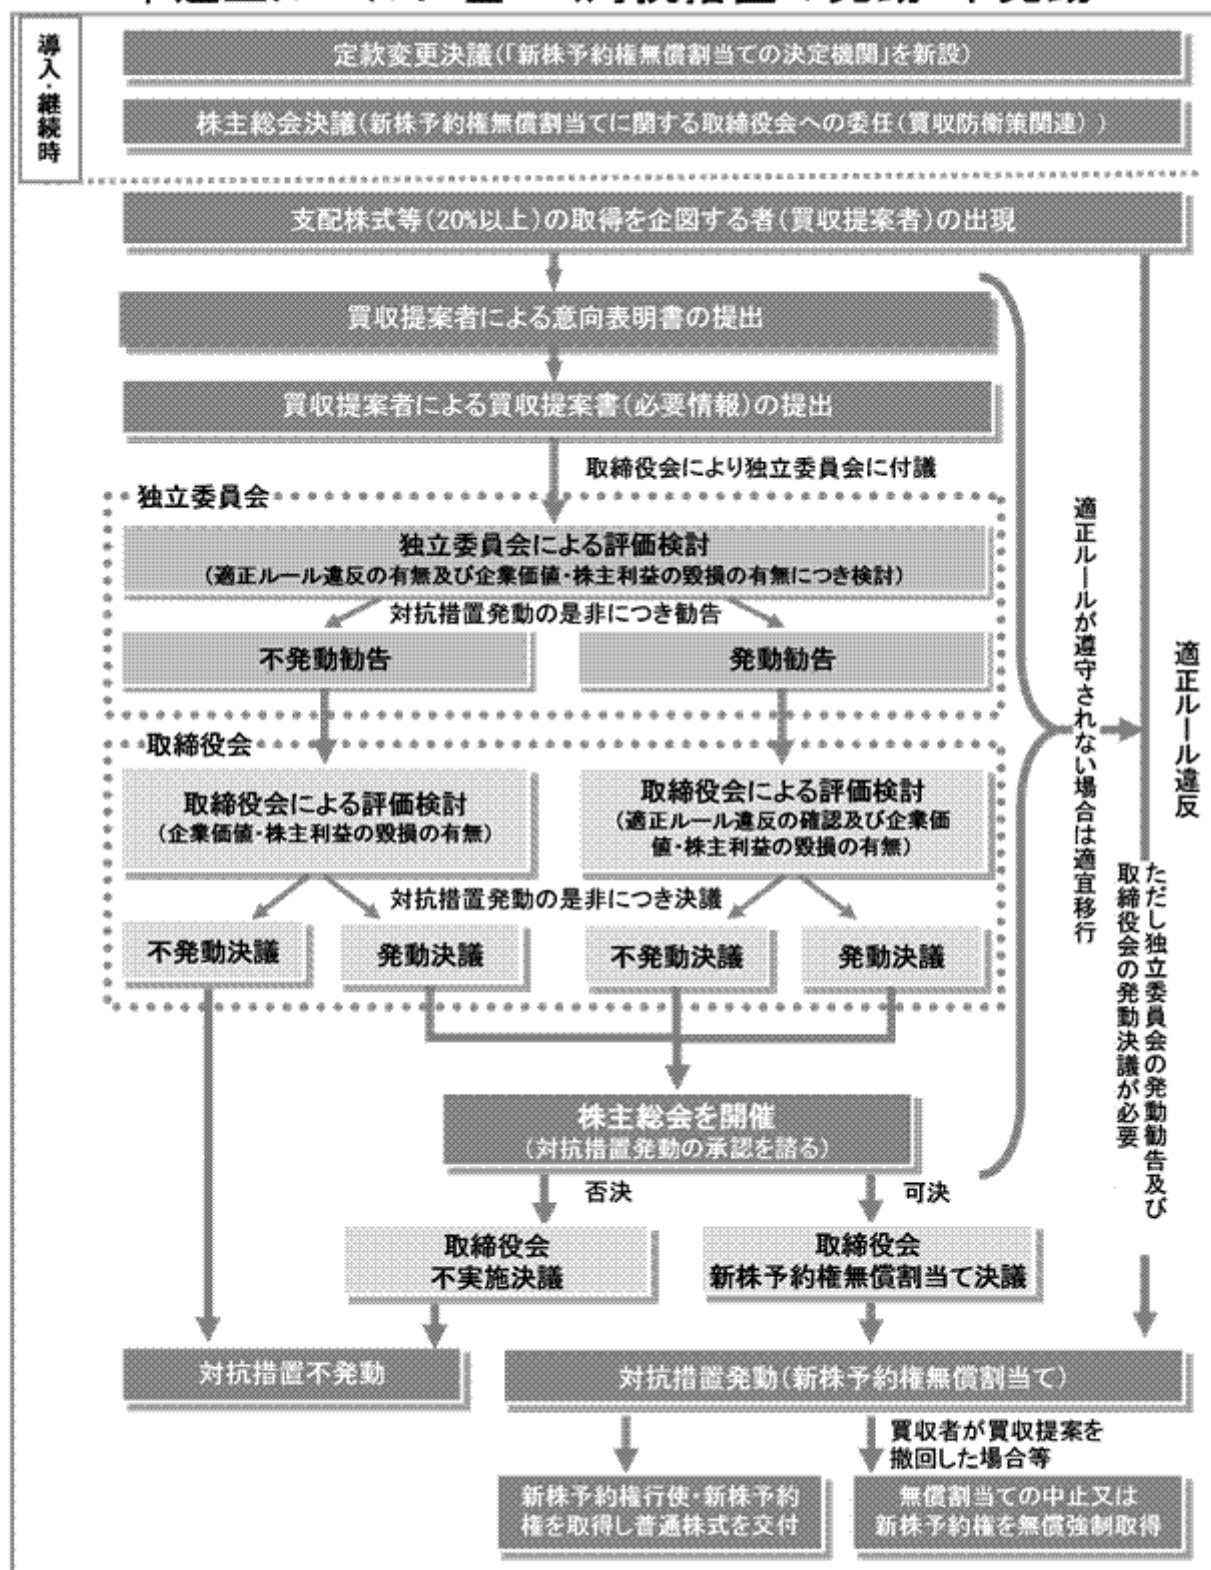 導入・継続時
定款変更決議(「新株予約権無償割当ての決定機関」を新設)
株主総会決議(新株予約権無償割当てに関する取締役会への委任(買収防衛策関連) )
支配株式等(20%以上)の取得を企図する者(買収提案者)の出現
買収提案者による意向表明書の提出
買収提案者による買収提案書(必要情報)の提出
取締役会により独立委員会に付議
独立委員会
独立委員会による評価検討
(適正ルール違反の有無及び企業価値・株主利益の毀損の有無につき検討)
対抗措置発動の是非につき勧告
不発動勧告
発動勧告
取締役会
取締役会による評価検討
(企業価値・株主利益の毀損の有無)
取締役会による評価検討
(適正ルール違反の確認及び企業価
値・株主利益の毀損の有無)
対抗措置発動の是非につき決議
不発動決議
発動決議
不発動決議
発動決議
適正ルールが遵守されない場合は適宜移行
適正ルール違反
ただし独立委員会の発動勧告及び
取締役会の発動決議が必要
株主総会を開催
(対抗措置発動の承認を諮る)
否決
可決
取締役会
不実施決議
取締役会
新株予約権無償割当て決議
対抗措置不発動
対抗措置発動(新株予約権無償割当て)
買収者が買収提案を
撤回した場合等
新株予約権行使・新株予約
権を取得し普通株式を交付
無償割当ての中止又は
新株予約権を無償強制取得